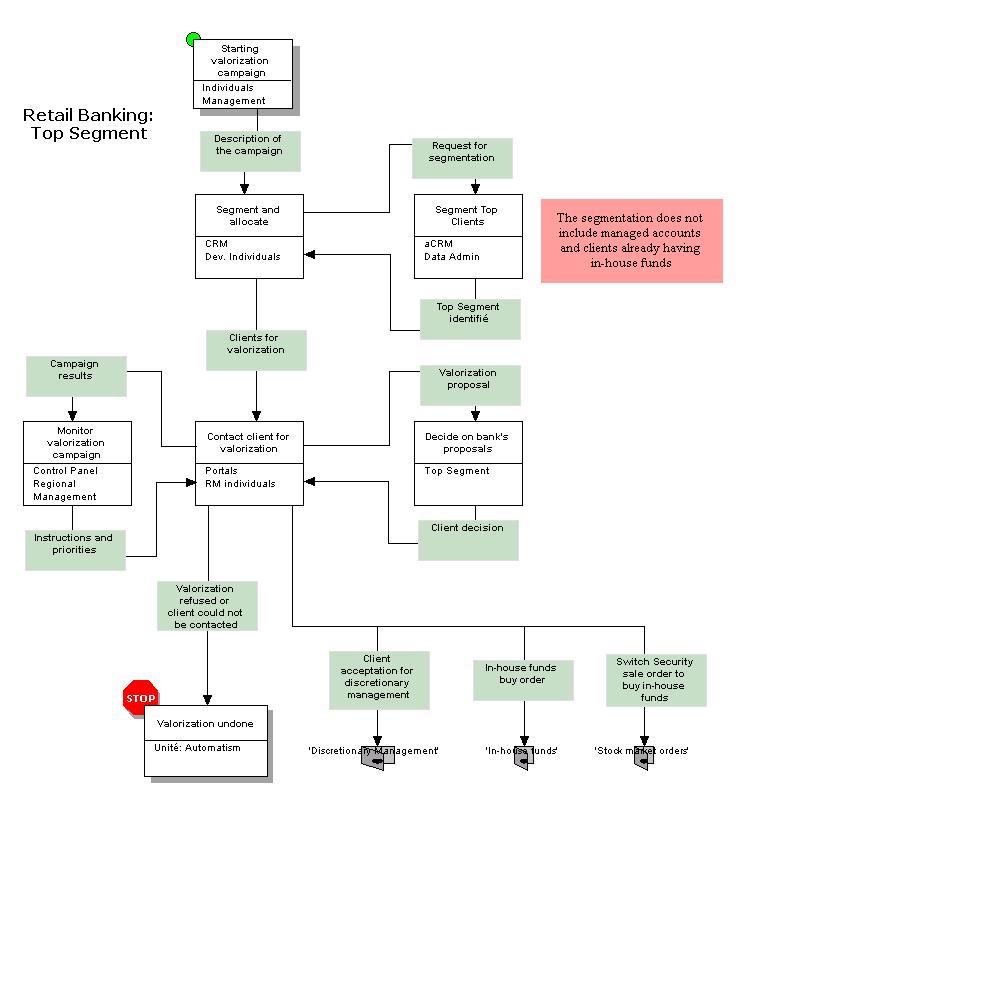 Starting
valorization
campaign
Individuals
Management
Retail Banking:
Top Segment
Description of
the campaign
Request for
segmentation
Segment and
allocate
CRM
Dev. Individuals
Segment Top
Clients
aCRM
Data Admin
The segmentation does not
include managed accounts
and clients already having
in-house funds
Top Segment
identifié
Clients for
valorization
Campaign
results
Valorization
proposal
Monitor
valorization
campaign
Control Panel
Regional
Management
Contact client for
valorization
Portals
RM individuals
Decide on bank's
proposals
Top Segment
Instructions and
priorities
Client decision
Valorization
refused or
client could not
be contacted
Client
acceptation for
discretionary
management
In-house funds
buy order
Switch Security
sale order to
buy in-house
funds
STOP
Valorization undone
Unité: Automatism
'Discretionary Management'
'In-house funds'
'Stock market orders'